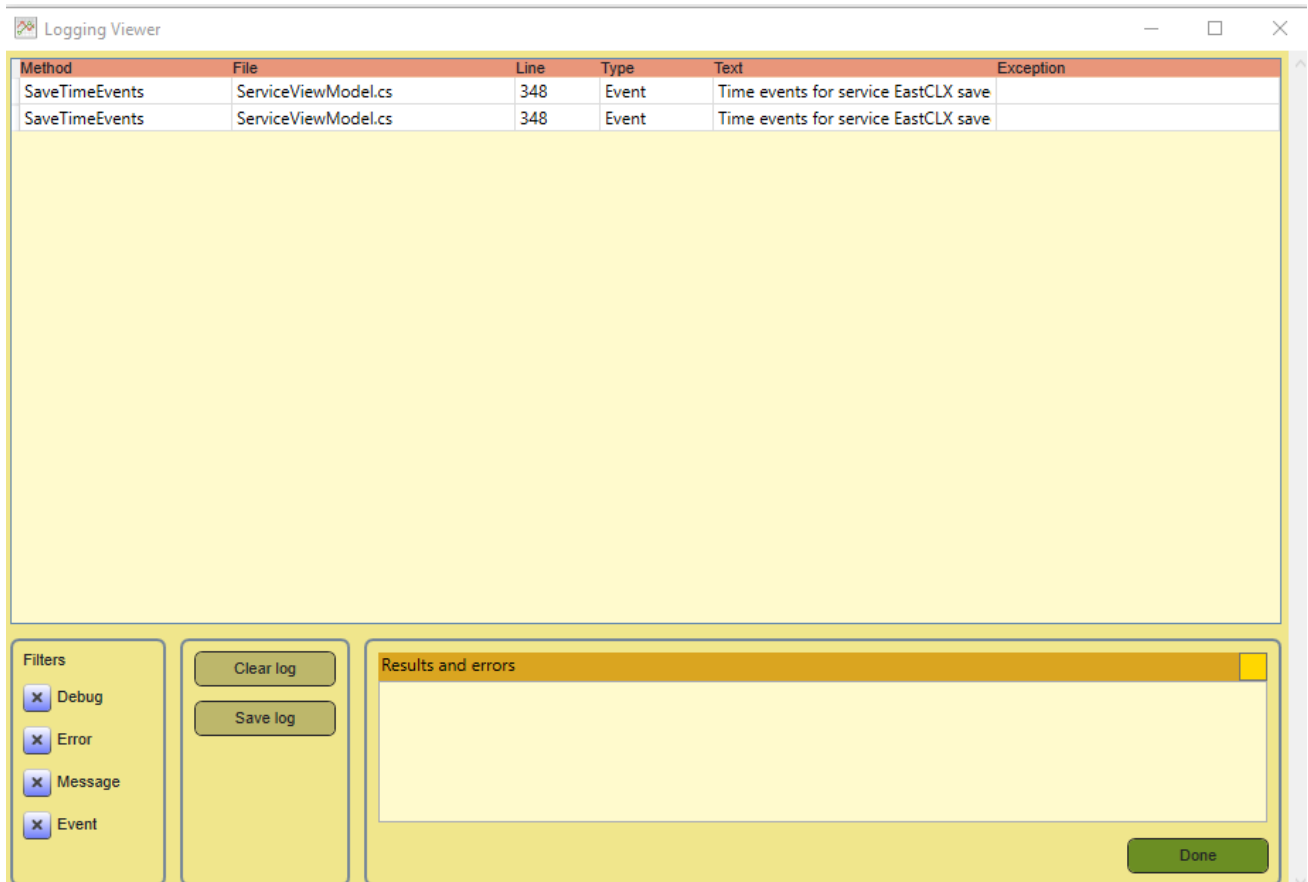 Logging Viewer
Method File Line Type Text Exception
SaveTimeEvents ServiceViewModel.cs 348 Event Time events for service EastCLX save
SaveTimeEvents ServiceViewModel.cs 348 Event Time events for service EastCLX save
Filters
Debug
Error
Message
Event
Clear log
Save log
Results and errors
Done